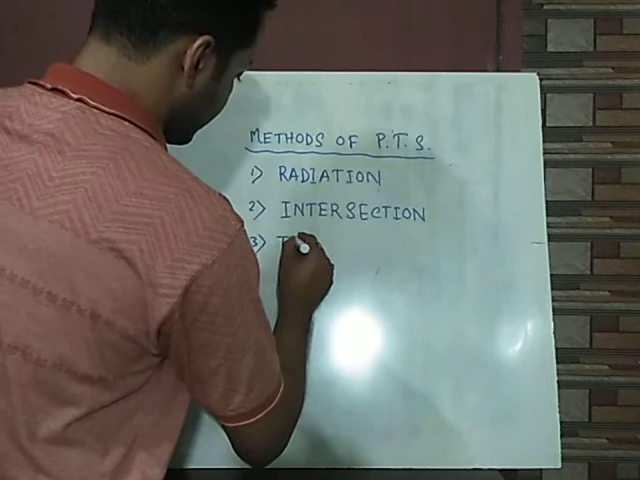 METHODS OF P.T.S.
1) RADIATION
2) INTERSECTION
3) T